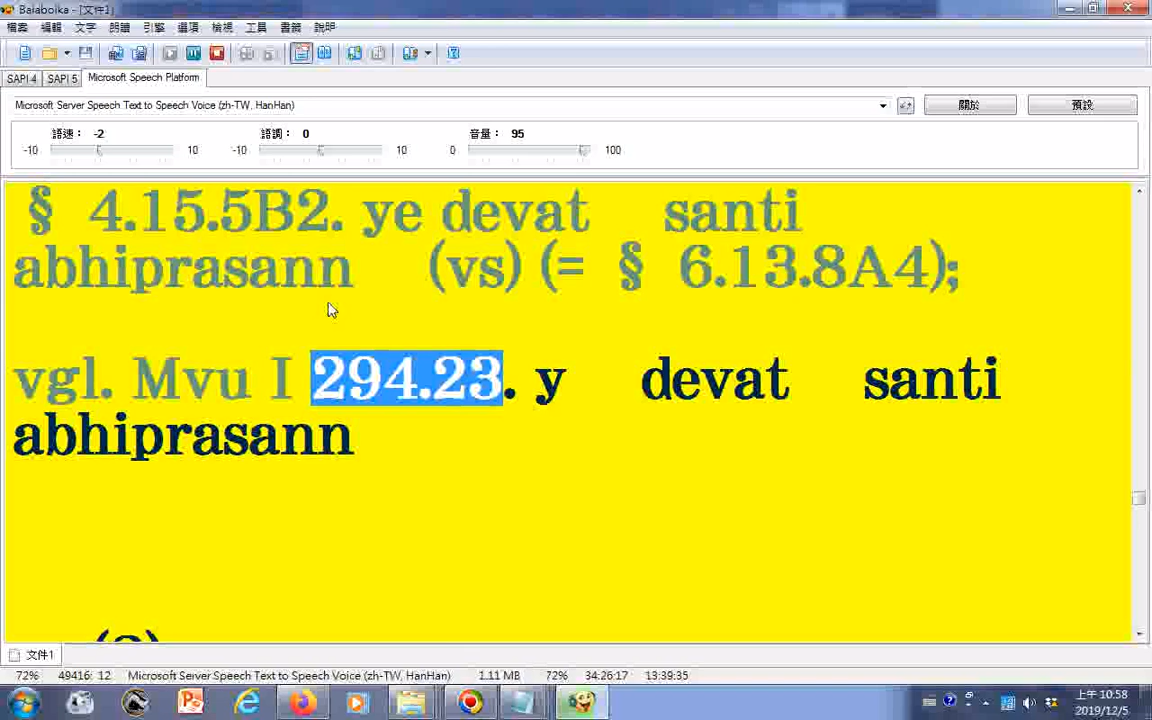 Balabolka - [文件1]
檔案 編輯 文字 朗讀 引擎 選項 檢視 工具 書籤 說明
SAPI 4 SAPI 5 Microsoft Speech Platform
Microsoft Server Speech Text to Speech Voice (zh-TW, HanHan) 關於 預設
語速： -2 語調： 0 音量： 95
-10 10 -10 10 0 100
§ 4.15.5B2. ye devat santi
abhiprasann (vs) (= § 6.13.8A4);
vgl. Mvu I 294.23. y devat santi
abhiprasann
(2)
文件1
72% 49416: 12 Microsoft Server Speech Text to Speech Voice (zh-TW, HanHan) 1.11 MB 72% 34:26:17 13:39:35
上午 10:58
2019/12/5